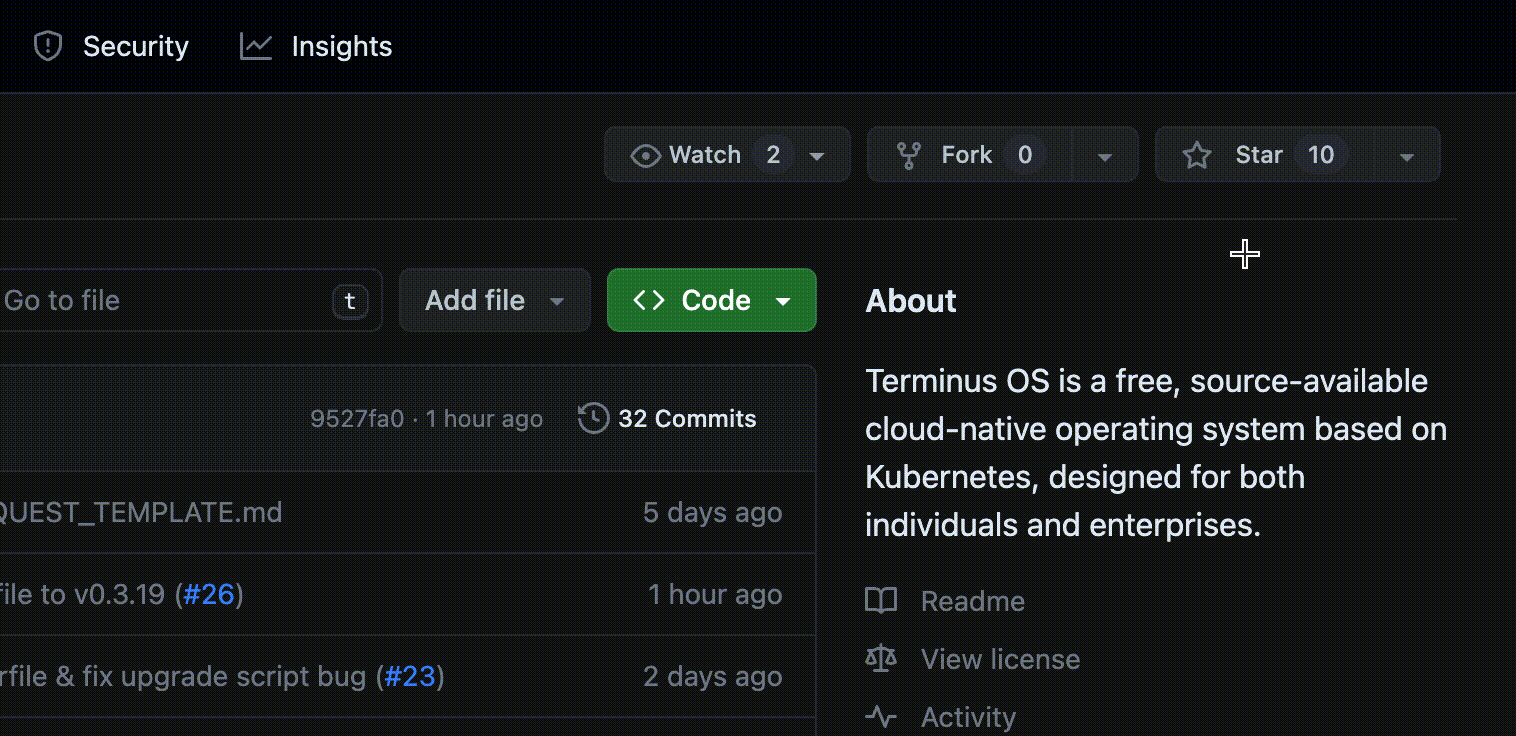 Security Insights
Watch 2 Fork 0 Star 10
Go to file t Add file <> Code
About
Terminus OS is a free, source-available
cloud-native operating system based on
Kubernetes, designed for both
individuals and enterprises.
9527fa0 · 1 hour ago 32 Commits
QUEST_TEMPLATE.md 5 days ago
file to v0.3.19 (#26) 1 hour ago
rfile & fix upgrade script bug (#23) 2 days ago
Readme
View license
Activity